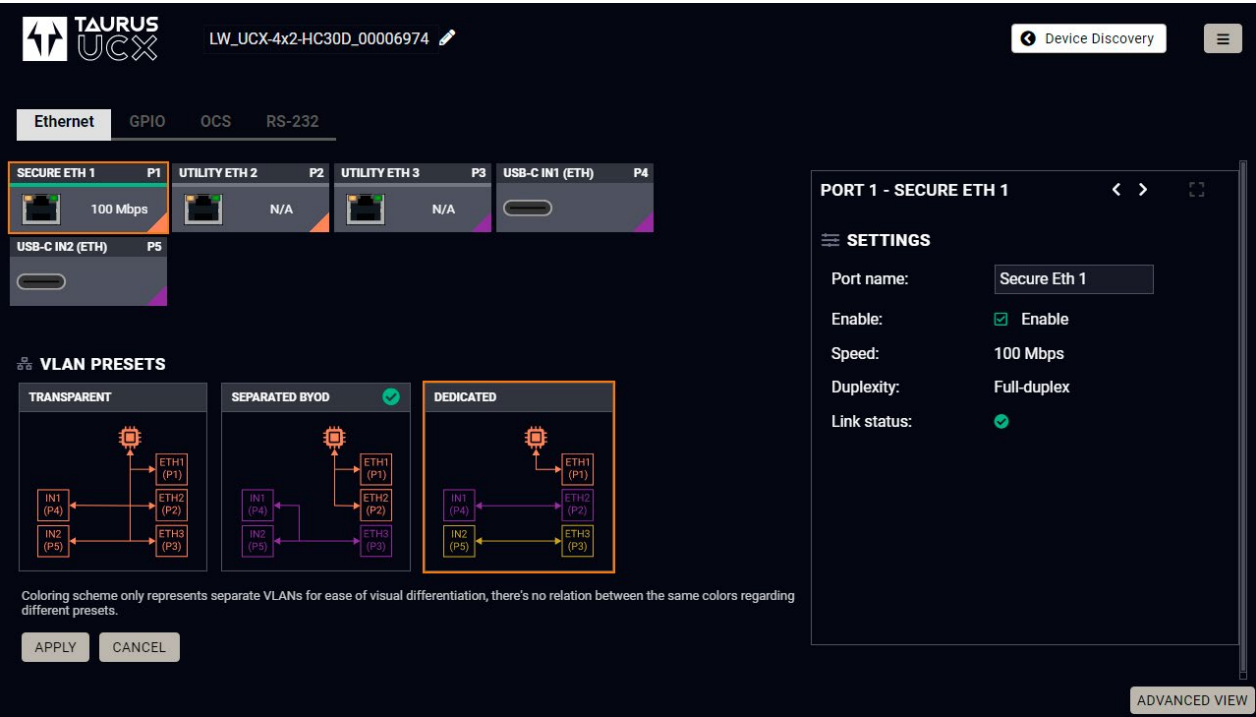 TAURUS
UCX
LW_UCX-4x2-HC30D_00006974
Device Discovery
Ethernet GPIO OCS RS-232
SECURE ETH 1 P1 UTILITY ETH 2 P2 UTILITY ETH 3 P3 USB-C IN1 (ETH) P4
100 Mbps N/A N/A
USB-C IN2 (ETH) P5
VLAN PRESETS
TRANSPARENT
ETH1
(P1)
IN1
(P4)
ETH2
(P2)
IN2
(P5)
ETH3
(P3)
SEPARATED BYOD
ETH1
(P1)
IN1
(P4)
ETH2
(P2)
IN2
(P5)
ETH3
(P3)
DEDICATED
ETH1
(P1)
IN1
(P4)
ETH2
(P2)
IN2
(P5)
ETH3
(P3)
Coloring scheme only represents separate VLANs for ease of visual differentiation, there's no relation between the same colors regarding
different presets.
APPLY CANCEL
PORT 1 - SECURE ETH 1
SETTINGS
Port name: Secure Eth 1
Enable: Enable
Speed: 100 Mbps
Duplexity: Full-duplex
Link status:
ADVANCED VIEW